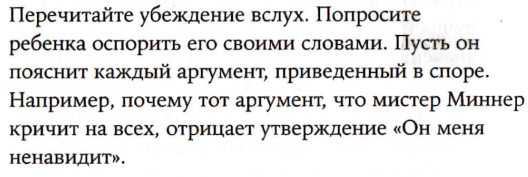 Перечитайте убеждение вслух. Попросите
ребенка оспорить его своими словами. Пусть он
пояснит каждый аргумент, приведенный в споре.
Например, почему тот аргумент, что мистер Миннер
кричит на всех, отрицает утверждение «Он меня
ненавидит».